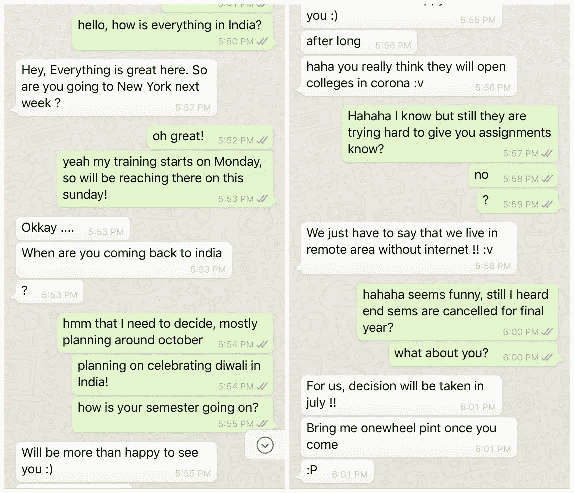 hello, how is everything in India?
5:50 PM
Hey, Everything is great here. So
are you going to New York next
week ?
5:52 PM
oh great! 5:52 PM
yeah my training starts on Monday,
so will be reaching there on this
sunday!
5:53 PM
Okkay .... 5:53 PM
When are you coming back to india
5:53 PM
? 5:53 PM
hmm that I need to decide, mostly
planning around october 5:54 PM
planning on celebrating diwali in
India! 5:54 PM
how is your semester going on?
5:55 PM
Will be more than happy to see
you :) 5:55 PM
you :) 5:55 PM
after long 5:56 PM
haha you really think they will open
colleges in corona :v 5:56 PM
Hahaha I know but still they are
trying hard to give you assignments
know? 5:57 PM
no 5:58 PM
? 5:59 PM
We just have to say that we live in
remote area without internet !! :v
5:58 PM
hahaha seems funny, still I heard
end sems are cancelled for final
year? 6:00 PM
what about you? 6:00 PM
For us, decision will be taken in
july !! 6:01 PM
Bring me onewheel pint once you
come 6:01 PM
:P 6:01 PM